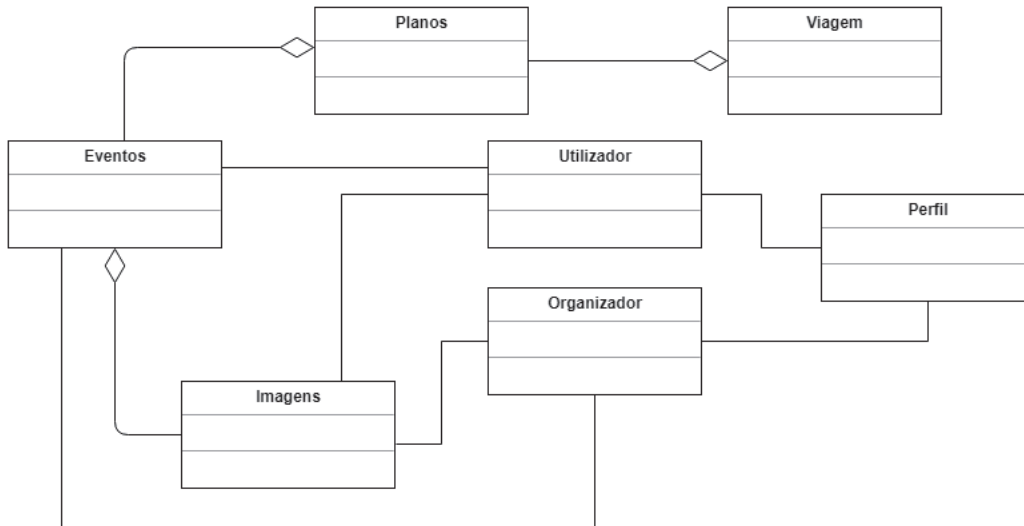 Planos
Viagem
Eventos
Utilizador
Perfil
Organizador
Imagens